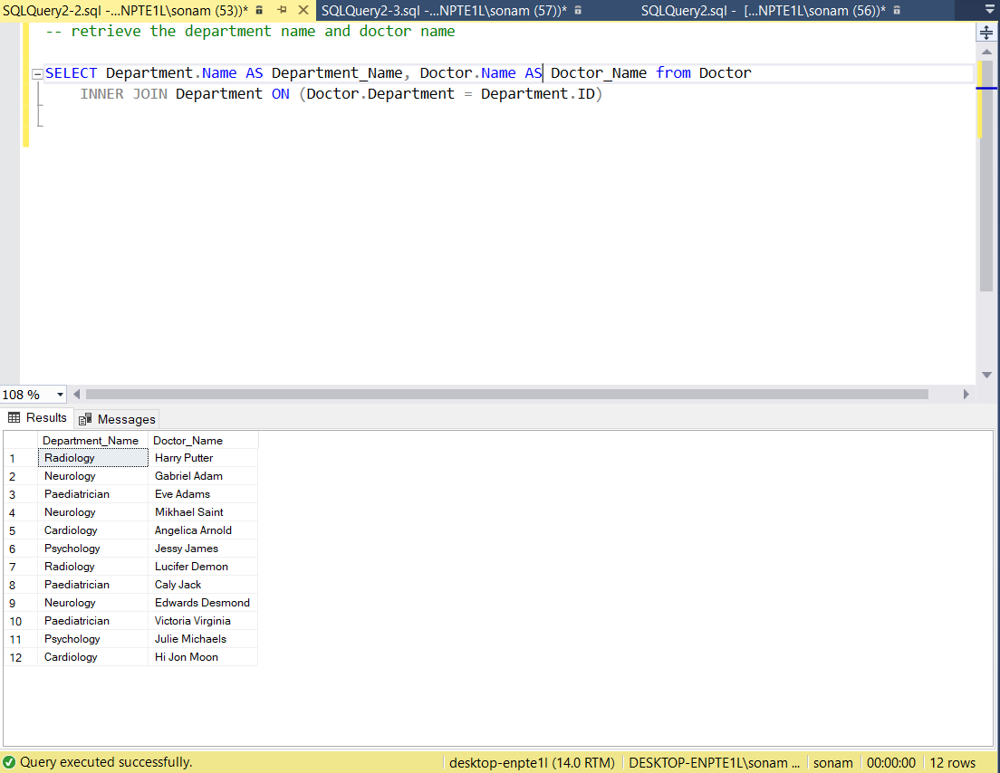 SQLQuery2-2.sql -...NPTE1L\sonam (53))* SQLQuery2-3.sql -...NPTE1L\sonam (57))* SQLQuery2.sql - [...NPTE1L\sonam (56))*
-- retrieve the department name and doctor name
SELECT Department.Name AS Department_Name, Doctor.Name AS Doctor_Name from Doctor
INNER JOIN Department ON (Doctor.Department = Department.ID)
108 %
Results Messages
Department_Name Doctor_Name
1 Radiology Harry Putter
2 Neurology Gabriel Adam
3 Paediatrician Eve Adams
4 Neurology Mikhael Saint
5 Cardiology Angelica Arnold
6 Psychology Jessy James
7 Radiology Lucifer Demon
8 Paediatrician Caly Jack
9 Neurology Edwards Desmond
10 Paediatrician Victoria Virginia
11 Psychology Julie Michaels
12 Cardiology Hi Jon Moon
Query executed successfully. desktop-enpte1l (14.0 RTM) DESKTOP-ENPTE1L\sonam ... sonam 00:00:00 12 rows